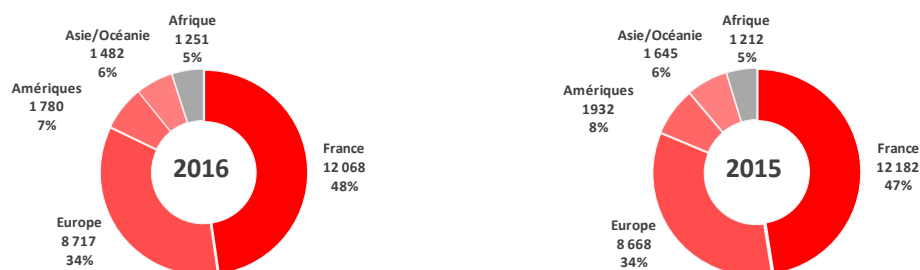 Afrique
1 251
5%
Asie/Océanie
1 482
6%
Amériques
1 780
7%
2016
France
12 068
48%
Europe
8 717
34%
Afrique
1 212
5%
Asie/Océanie
1 645
6%
Amériques
1932
8%
2015
France
12 182
47%
Europe
8 668
34%